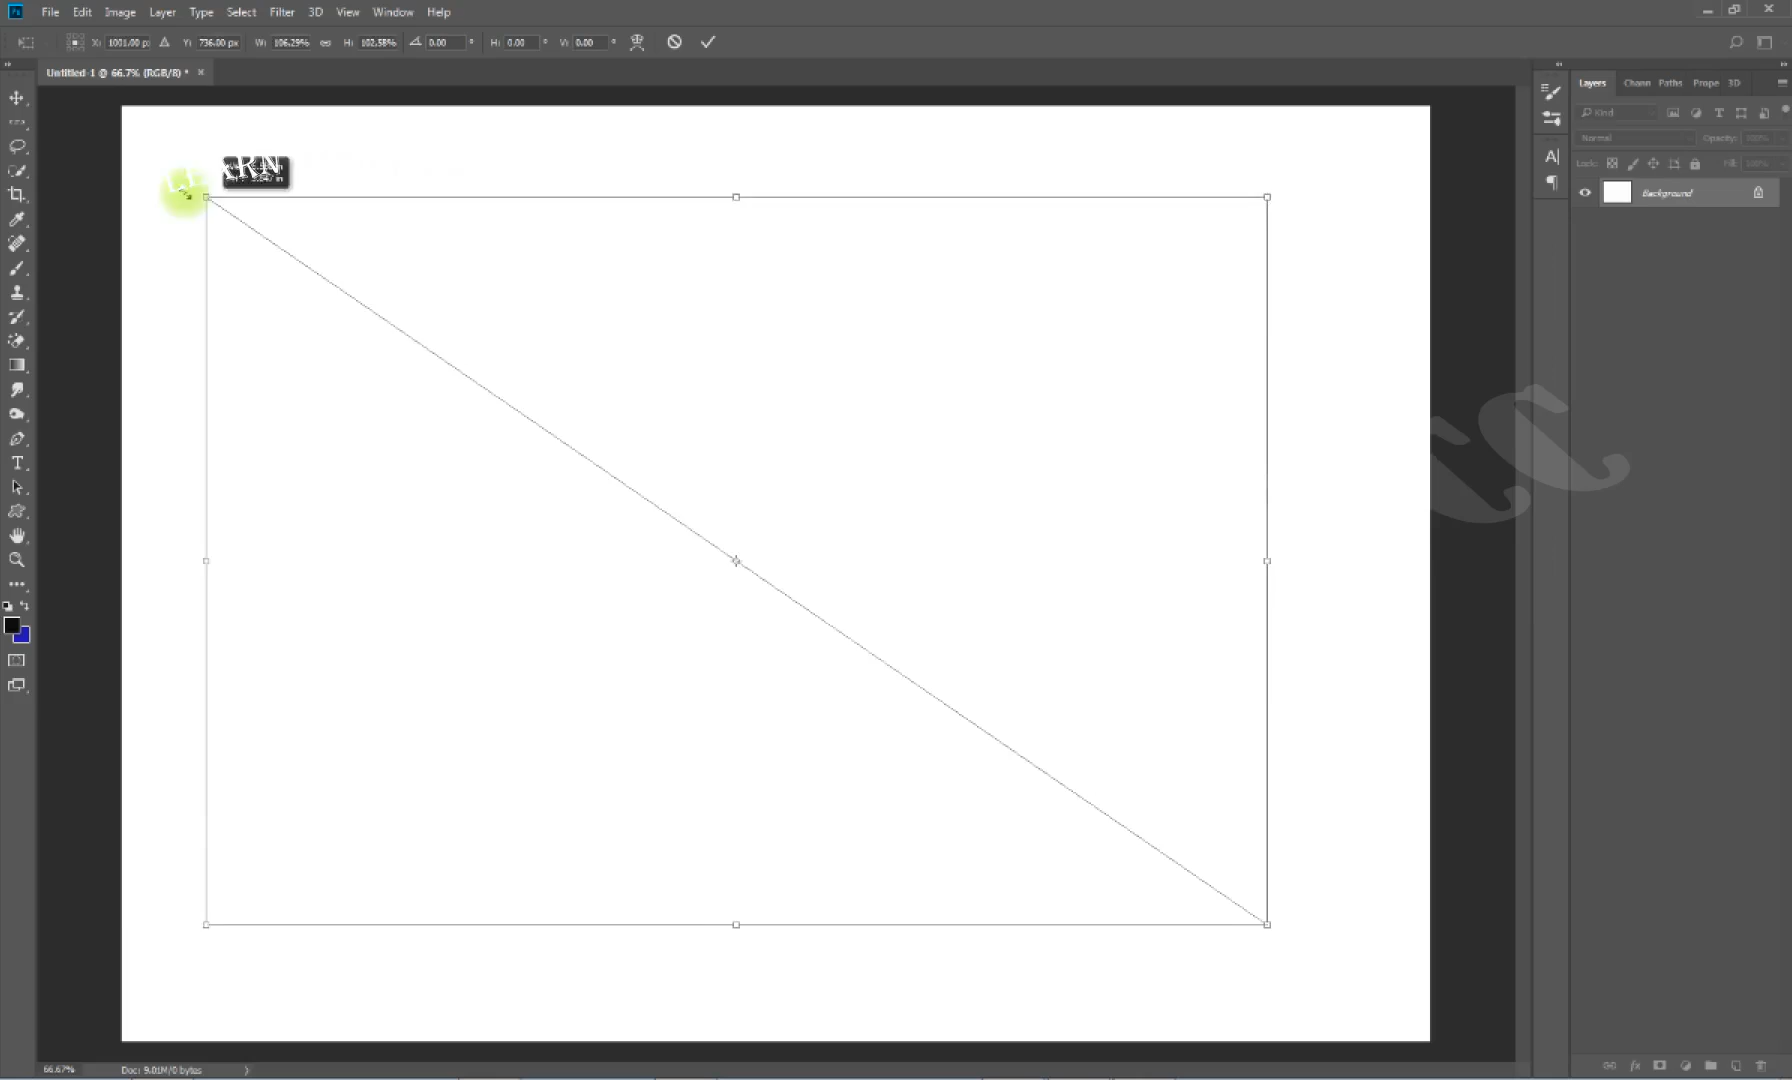 File Edit Image Layer Type Select Filter 3D View Window Help
X: 1001.00 p: Y: 736.00 px W: 106.29% H: 102.58% 0.00 ° H: 0.00 ° V: 0.00 °
Untitled-1 @ 66.7% (RGB/8) * ×
Layers Chann Paths Prope 3D
Kind
Normal Opacity: 100%
Lock: Fill: 100%
Background
66.67% Doc: 9.01M/0 bytes